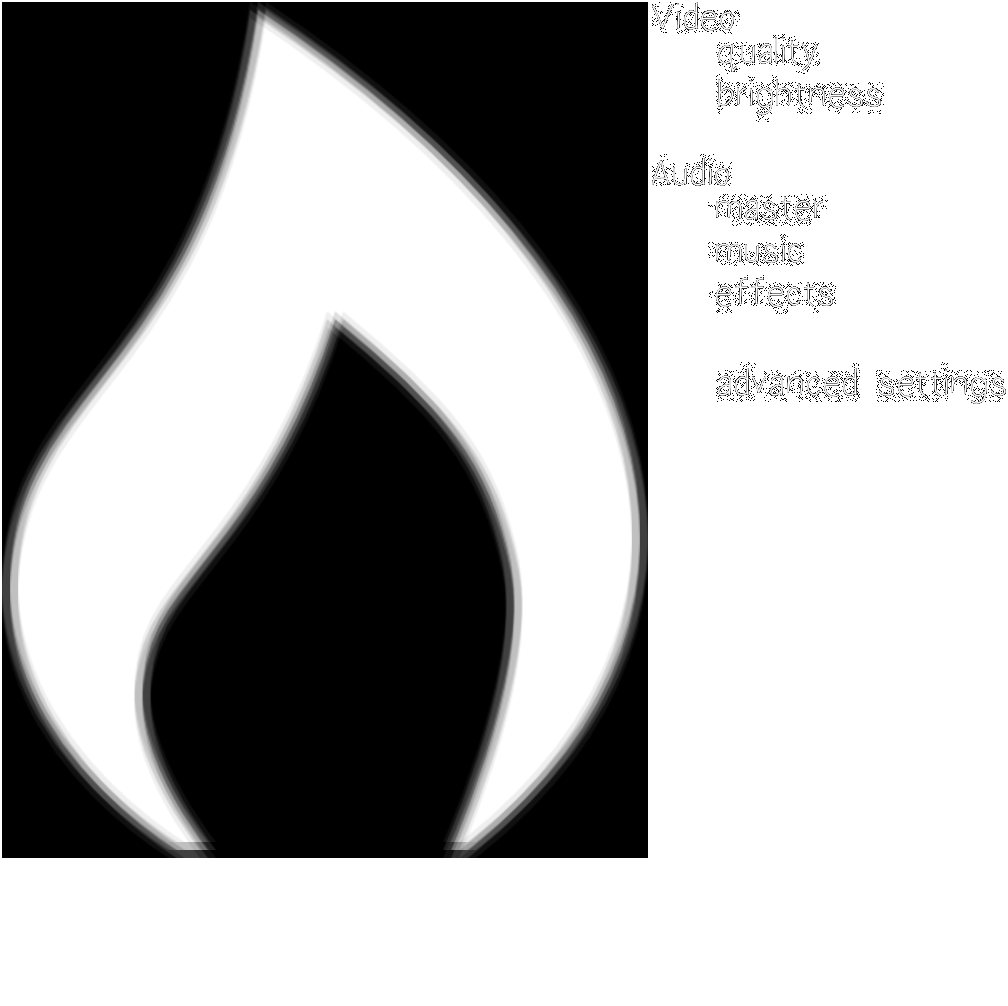 Video
quality
brightness
Audio
master
music
effects
advanced settings